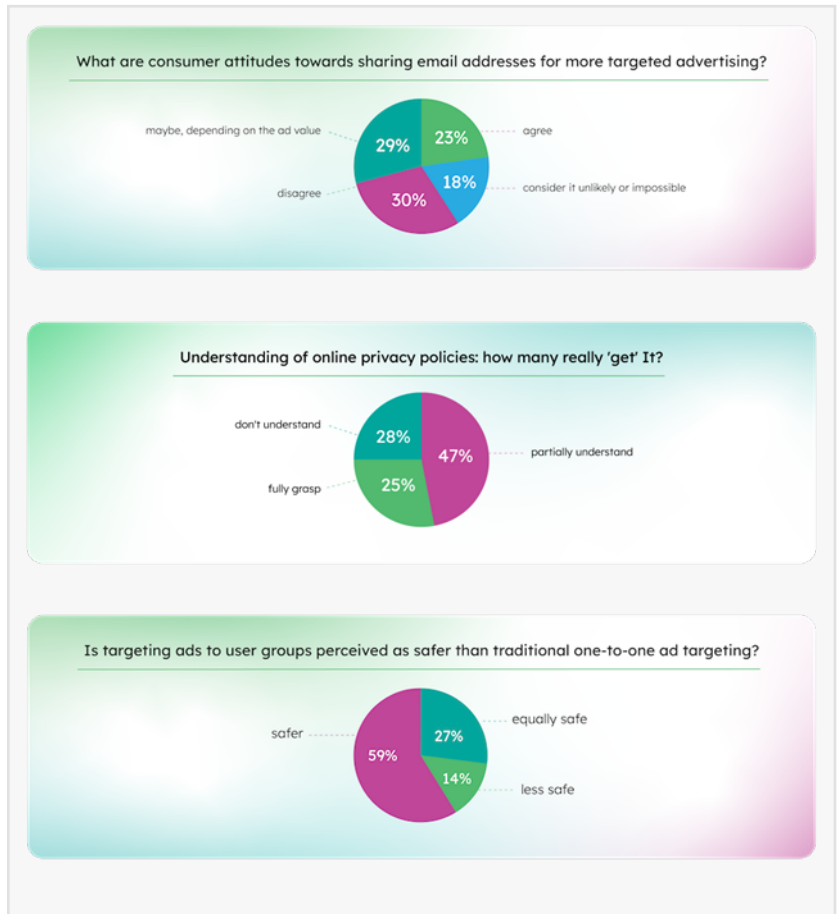 What are consumer attitudes towards sharing email addresses for more targeted advertising?
maybe, depending on the ad value
29%
23%
agree
disagree
30%
18%
consider it unlikely or impossible
Understanding of online privacy policies: how many really 'get' It?
don't understand
28%
47%
partially understand
fully grasp
25%
Is targeting ads to user groups perceived as safer than traditional one-to-one ad targeting?
safer
59%
27%
equally safe
14%
less safe